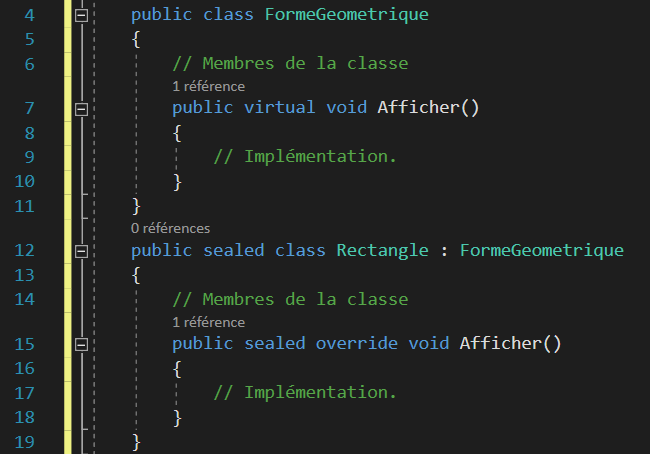 4 public class FormeGeometrique
5 {
6 // Membres de la classe
1 référence
7 public virtual void Afficher()
8 {
9 // Implémentation.
10 }
11 }
0 références
12 public sealed class Rectangle : FormeGeometrique
13 {
14 // Membres de la classe
1 référence
15 public sealed override void Afficher()
16 {
17 // Implémentation.
18 }
19 }